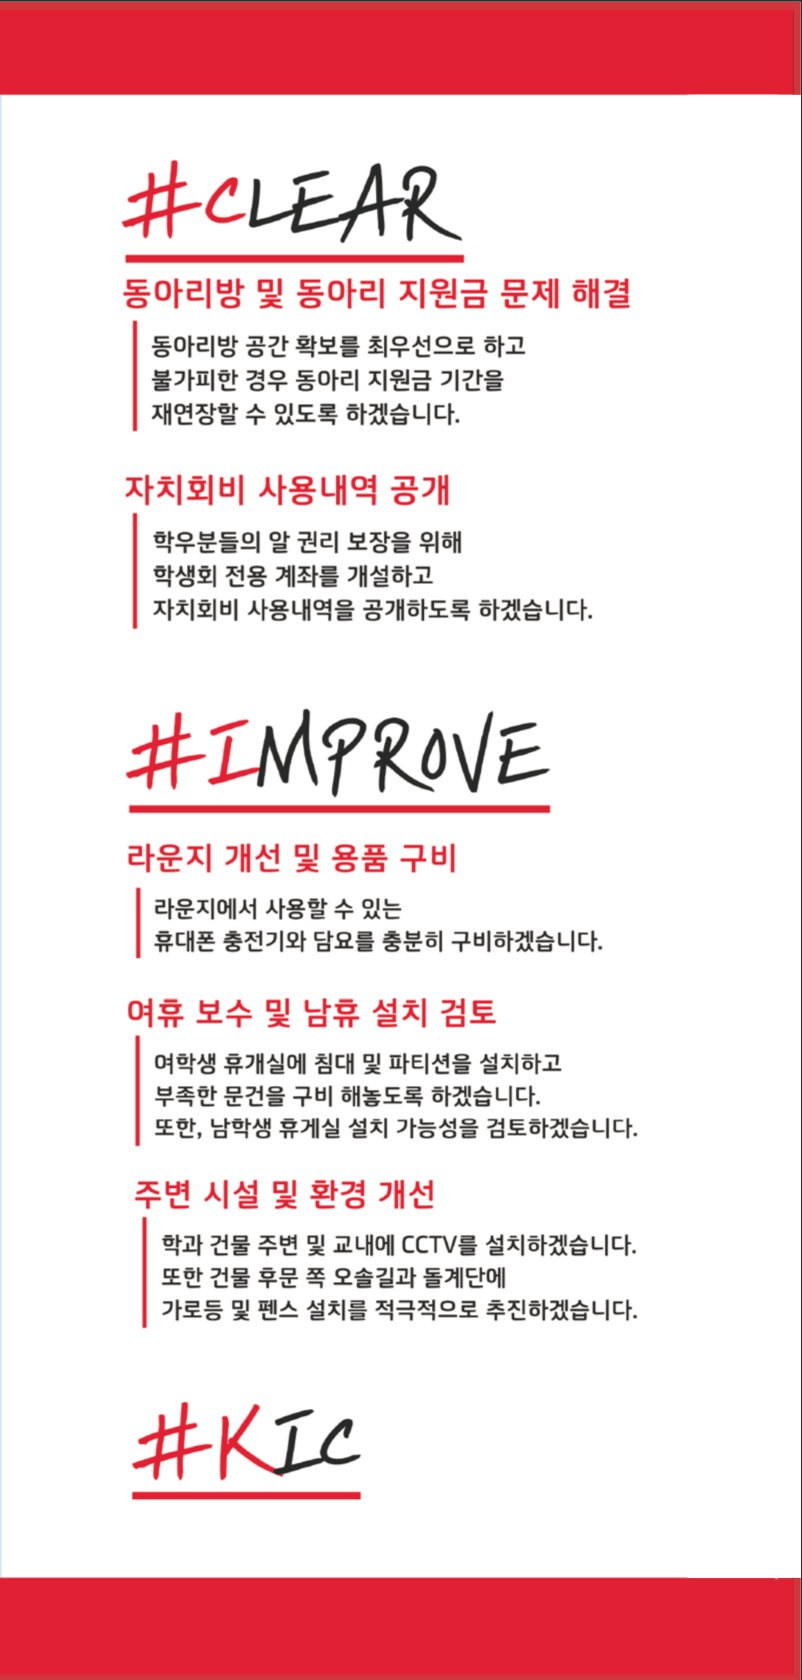 #CLEAR
동아리방 및 동아리 지원금 문제 해결
동아리방 공간 확보를 최우선으로 하고
불가피한 경우 동아리 지원금 기간을
재연장할 수 있도록 하겠습니다.
자치회비 사용내역 공개
학우분들의 알 권리 보장을 위해
학생회 전용 계좌를 개설하고
자치회비 사용내역을 공개하도록 하겠습니다.
#IMPROVE
라운지 개선 및 용품 구비
라운지에서 사용할 수 있는
휴대폰 충전기와 담요를 충분히 구비하겠습니다.
여휴 보수 및 남휴 설치 검토
여학생 휴개실에 침대 및 파티션을 설치하고
부족한 문건을 구비 해놓도록 하겠습니다.
또한, 남학생 휴게실 설치 가능성을 검토하겠습니다.
주변 시설 및 환경 개선
학과 건물 주변 및 교내에 CCTV를 설치하겠습니다.
또한 건물 후문 쪽 오솔길과 돌계단에
가로등 및 펜스 설치를 적극적으로 추진하겠습니다.
#KIC